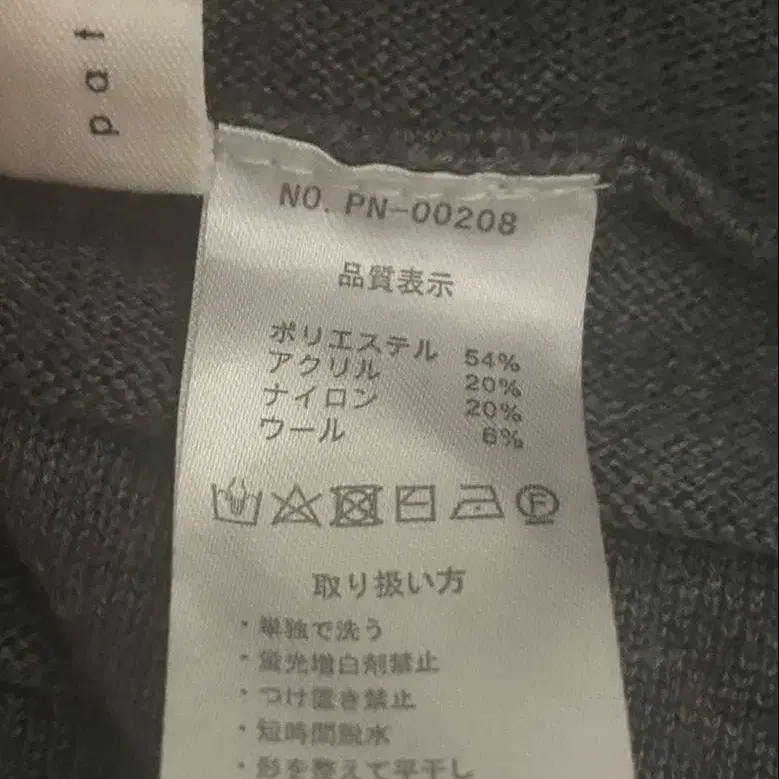 pat
NO. PN-00208
品質表示
ポリエステル 54%
アクリル 20%
ナイロン 20%
ウール 6%
F
取り扱い方
・単独で洗う
・蛍光増白剤禁止
・つけ置き禁止
・短時間脱水
・形を整えて平干し